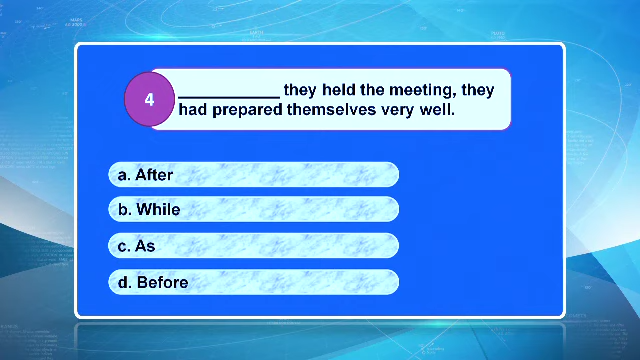 4
__________ they held the meeting, they
had prepared themselves very well.
a. After
b. While
c. As
d. Before